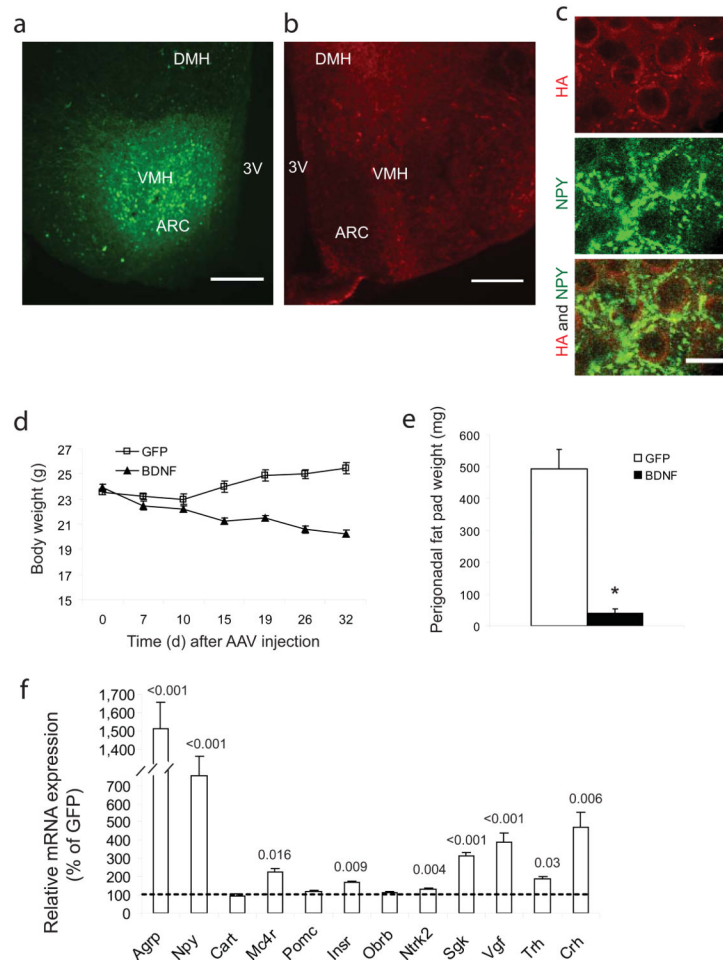 a
DMH
VMH
3V
ARC
b
DMH
3V
VMH
ARC
c
HA
NPY
HA and NPY
d
27
25
23
21
19
17
15
GFP
BDNF
Body weight (g)
0 7 10 15 19 26 32
Time (d) after AAV injection
e
600
500
400
300
200
100
0
GFP
BDNF
*
Perigonadal fat pad weight (mg)
f
1,700
1,600
1,500
1,400
700
600
500
400
300
200
100
0
Relative mRNA expression
(% of GFP)
<0.001
<0.001
0.016
0.009
0.004
<0.001
<0.001
0.03
0.006
Agrp Npy Cart Mc4r Pomc Insr Obrb Ntrk2 Sgk Vgf Trh Crh